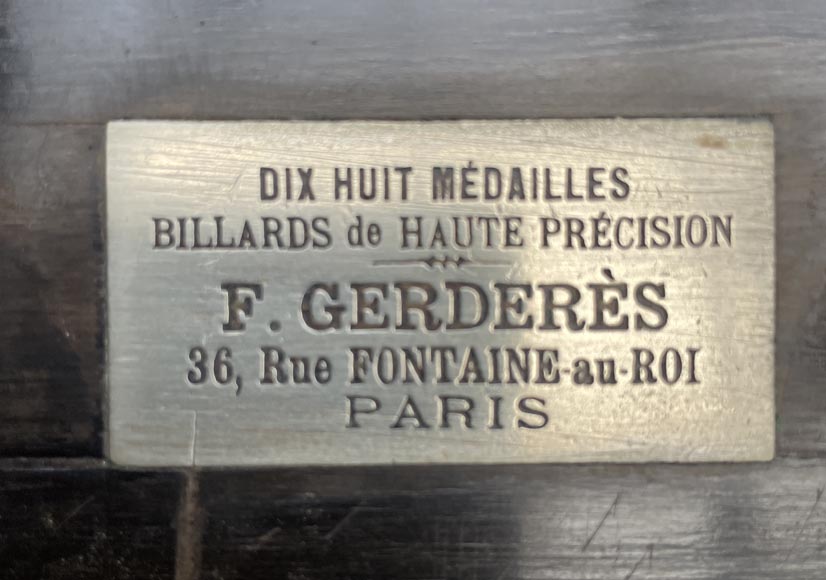 DIX HUIT MÉDAILLES
BILLARDS de HAUTE PRÉCISION
F. GERDERÈS
36, Rue FONTAINE-au-ROI
PARIS